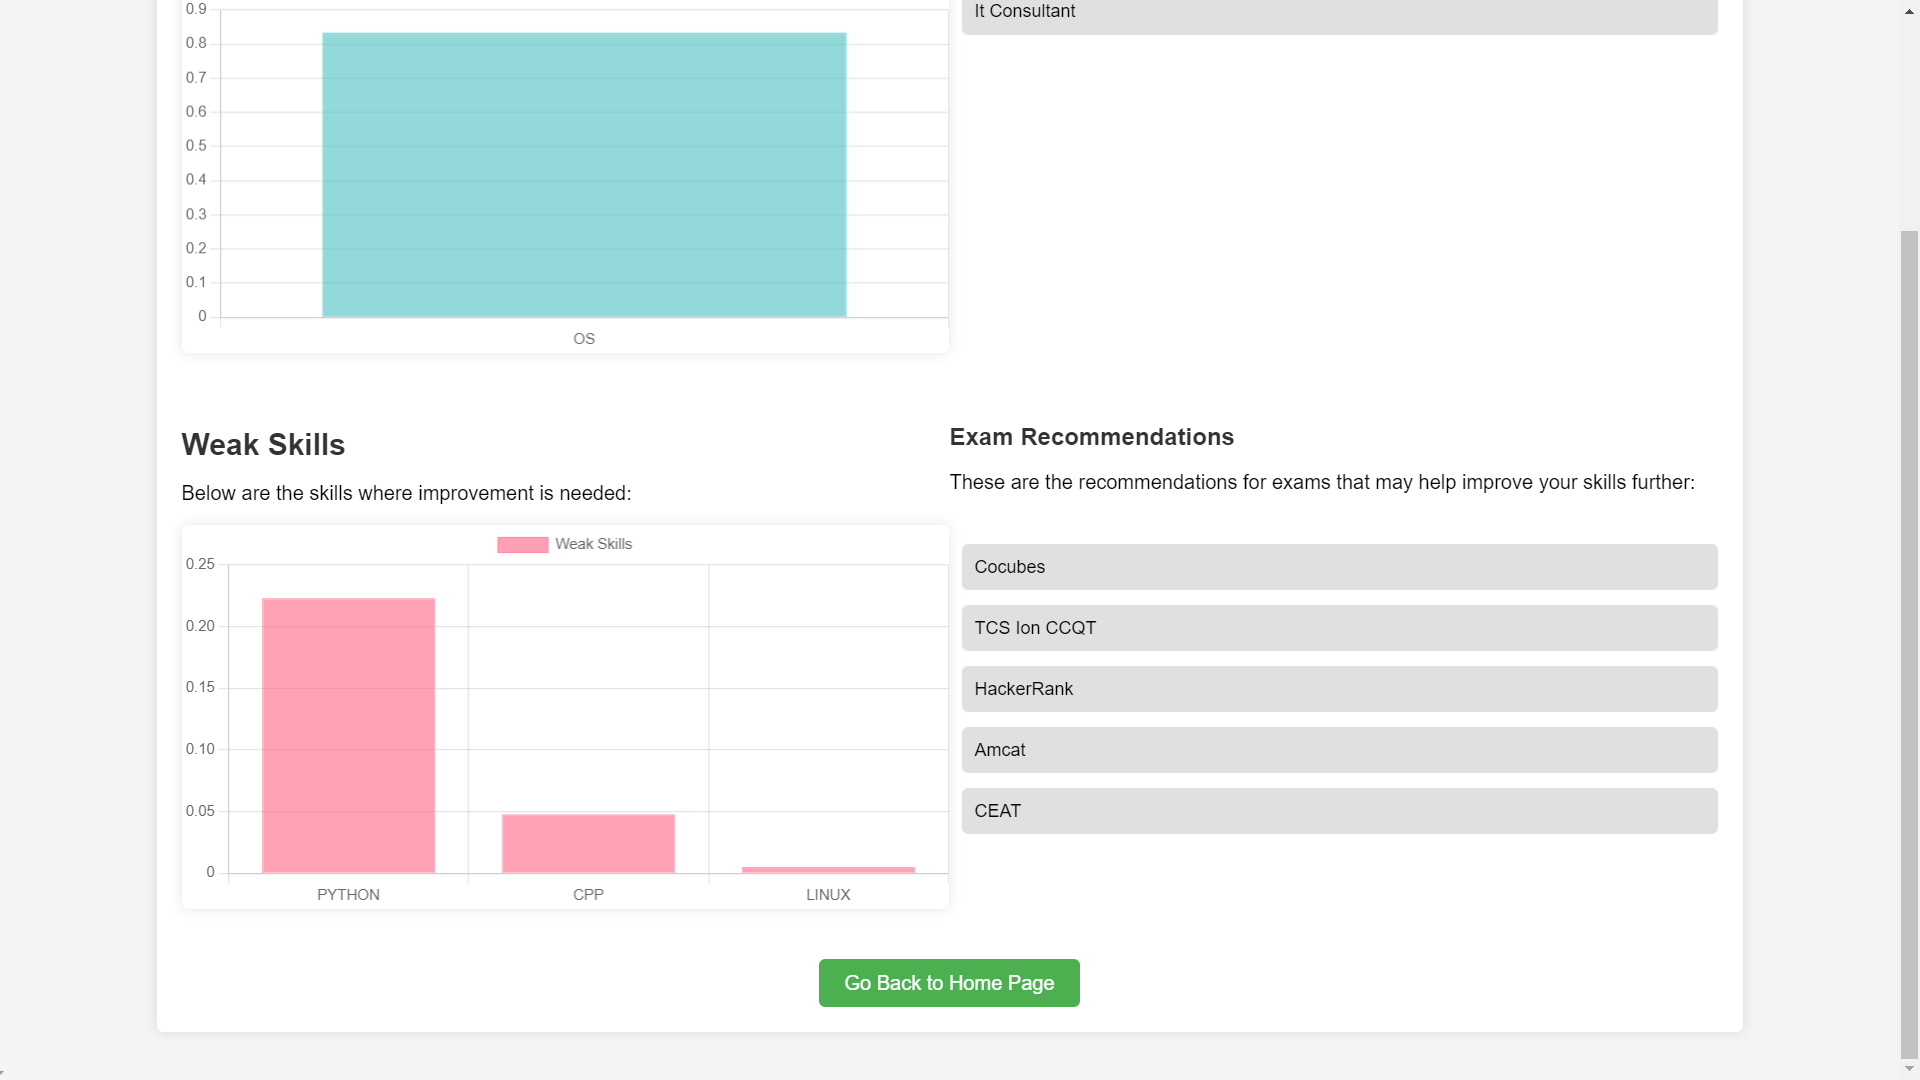 0.9
0.8
0.7
0.6
0.5
0.4
0.3
0.2
0.1
0
OS
It Consultant
Weak Skills
Below are the skills where improvement is needed:
Weak Skills
0.25
0.20
0.15
0.10
0.05
0
PYTHON CPP LINUX
Exam Recommendations
These are the recommendations for exams that may help improve your skills further:
Cocubes
TCS Ion CCQT
HackerRank
Amcat
CEAT
Go Back to Home Page